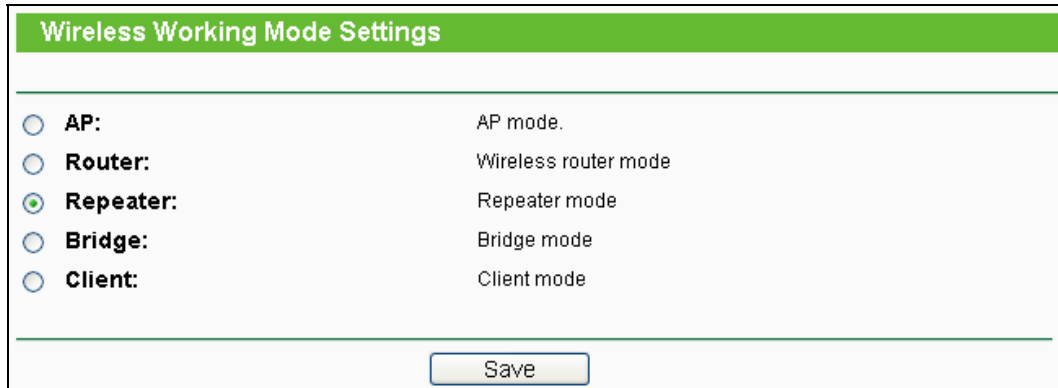 Wireless Working Mode Settings
AP: AP mode.
Router: Wireless router mode
Repeater: Repeater mode
Bridge: Bridge mode
Client: Client mode
Save